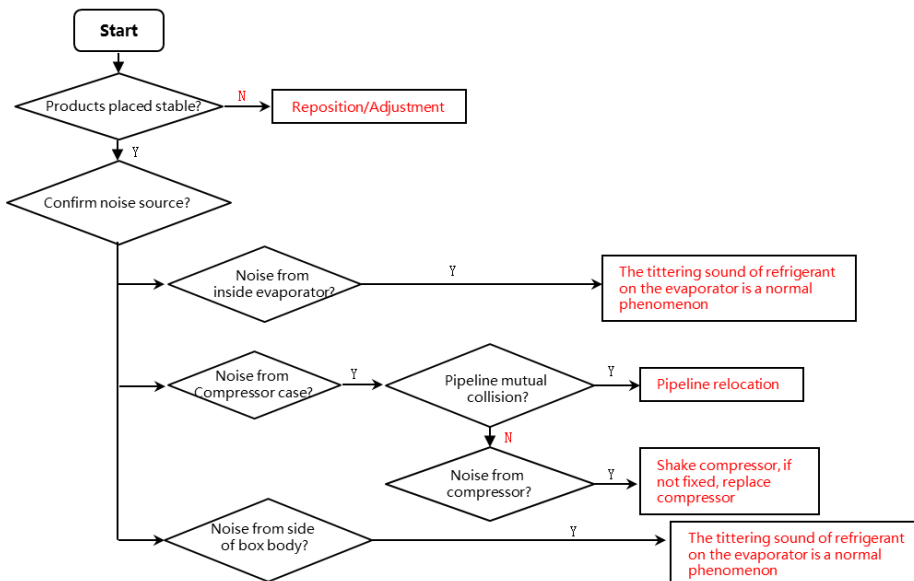 Start
Products placed stable?
N
Reposition/Adjustment
Y
Confirm noise source?
Noise from
inside evaporator?
Y
The tittering sound of refrigerant
on the evaporator is a normal
phenomenon
Noise from
Compressor case?
Y
Pipeline mutual
collision?
Y
Pipeline relocation
N
Noise from
compressor?
Y
Shake compressor, if
not fixed, replace
compressor
Noise from side
of box body?
Y
The tittering sound of refrigerant
on the evaporator is a normal
phenomenon